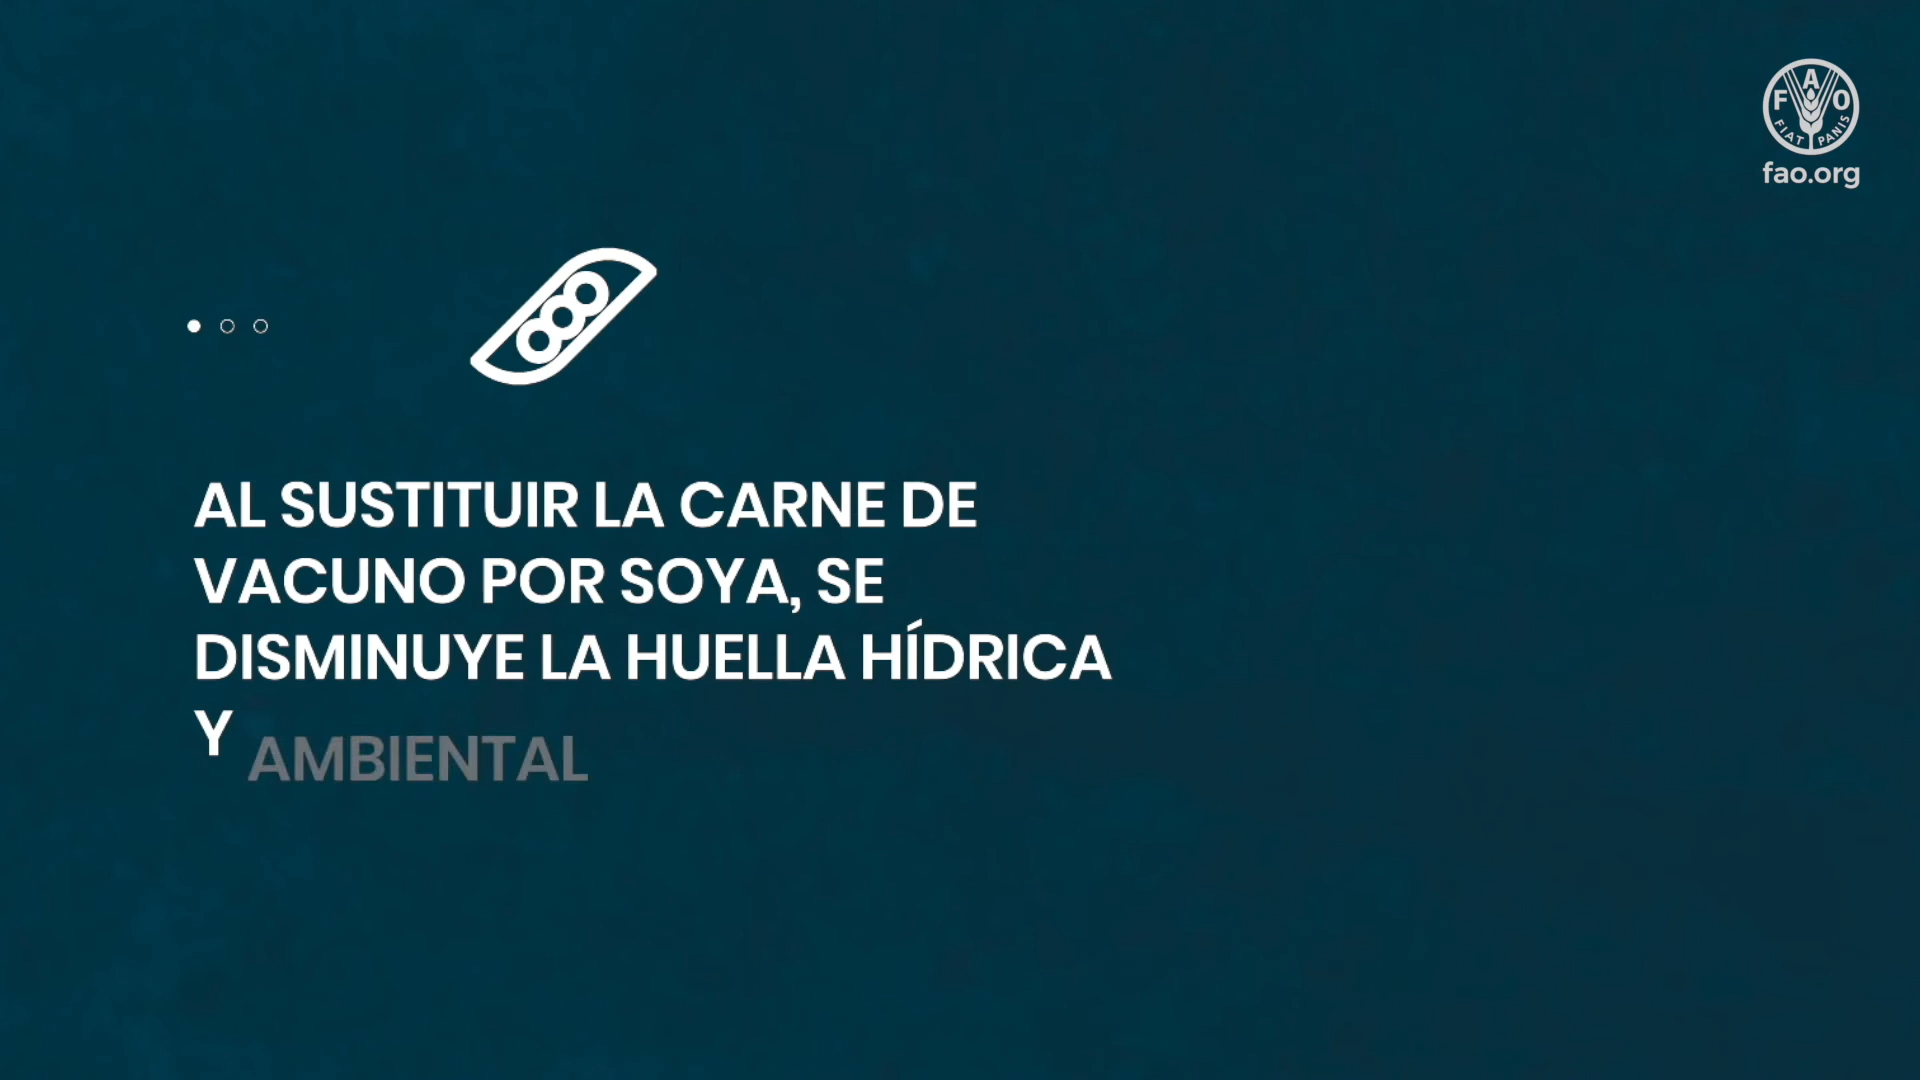 FAO
FIAT PANIS
fao.org
AL SUSTITUIR LA CARNE DE
VACUNO POR SOYA, SE
DISMINUYE LA HUELLA HÍDRICA
Y AMBIENTAL